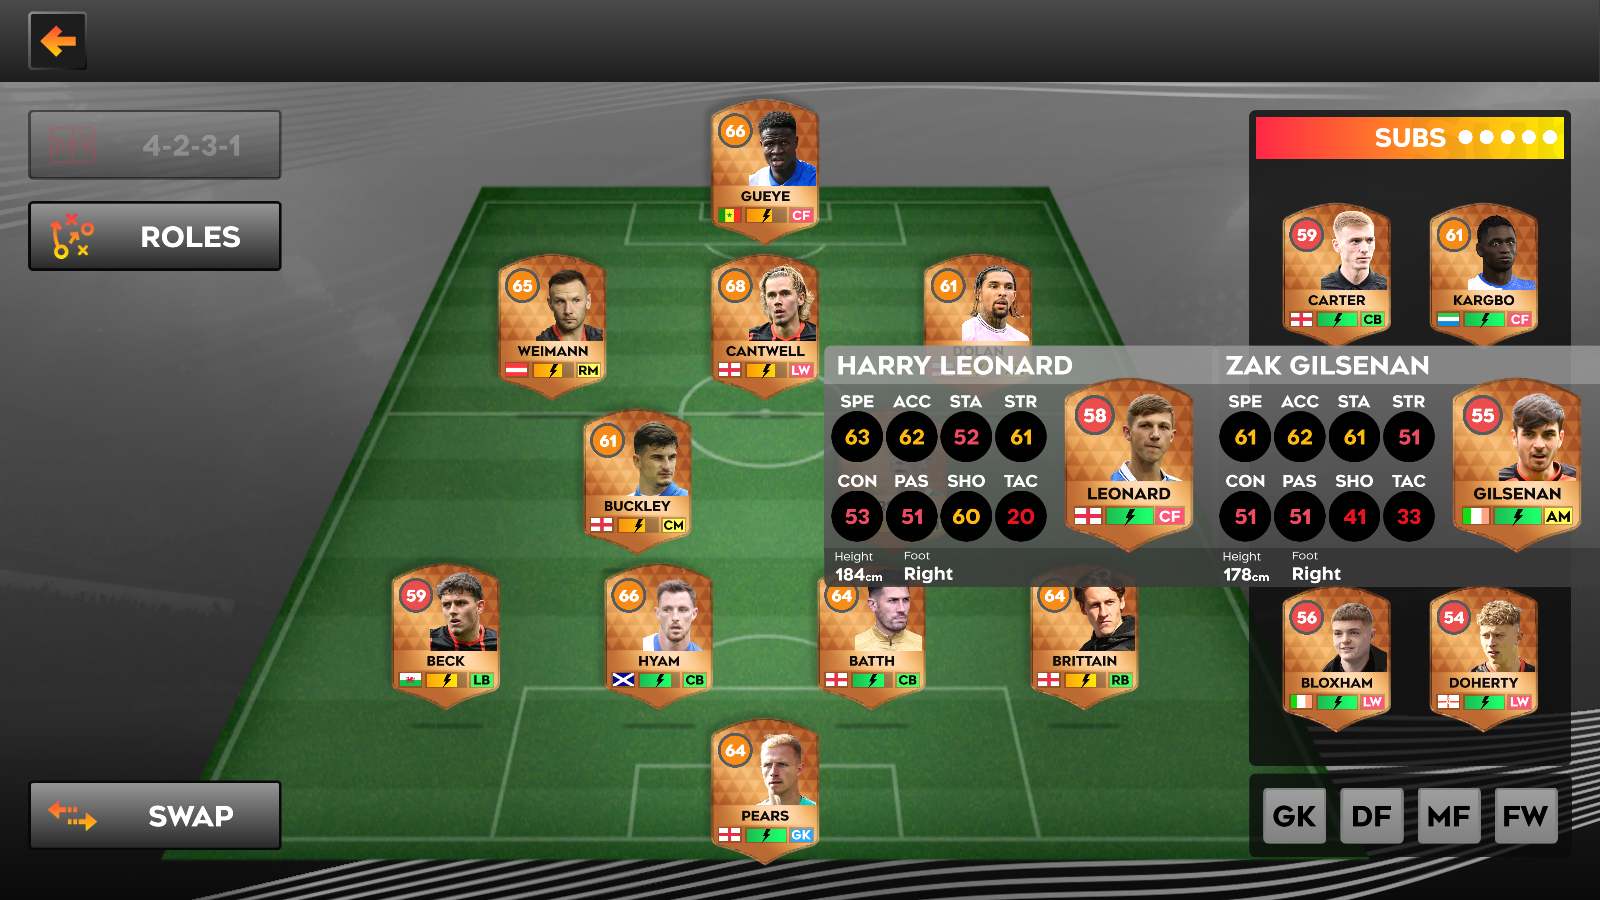 4-2-3-1
ROLES
SWAP
66
GUEYE
CF
65
WEIMANN
RM
68
CANTWELL
LW
61
DOLAN
61
BUCKLEY
CM
59
BECK
LB
66
HYAM
CB
64
BATTH
CB
64
BRITTAIN
RB
64
PEARS
GK
SUBS
59
CARTER
CB
61
KARGBO
CF
HARRY LEONARD
SPE ACC STA STR
63 62 52 61
CON PAS SHO TAC
53 51 60 20
Height Foot
184cm Right
58
LEONARD
CF
ZAK GILSENAN
SPE ACC STA STR
61 62 61 51
CON PAS SHO TAC
51 51 41 33
Height Foot
178cm Right
55
GILSENAN
AM
56
BLOXHAM
LW
54
DOHERTY
LW
GK DF MF FW